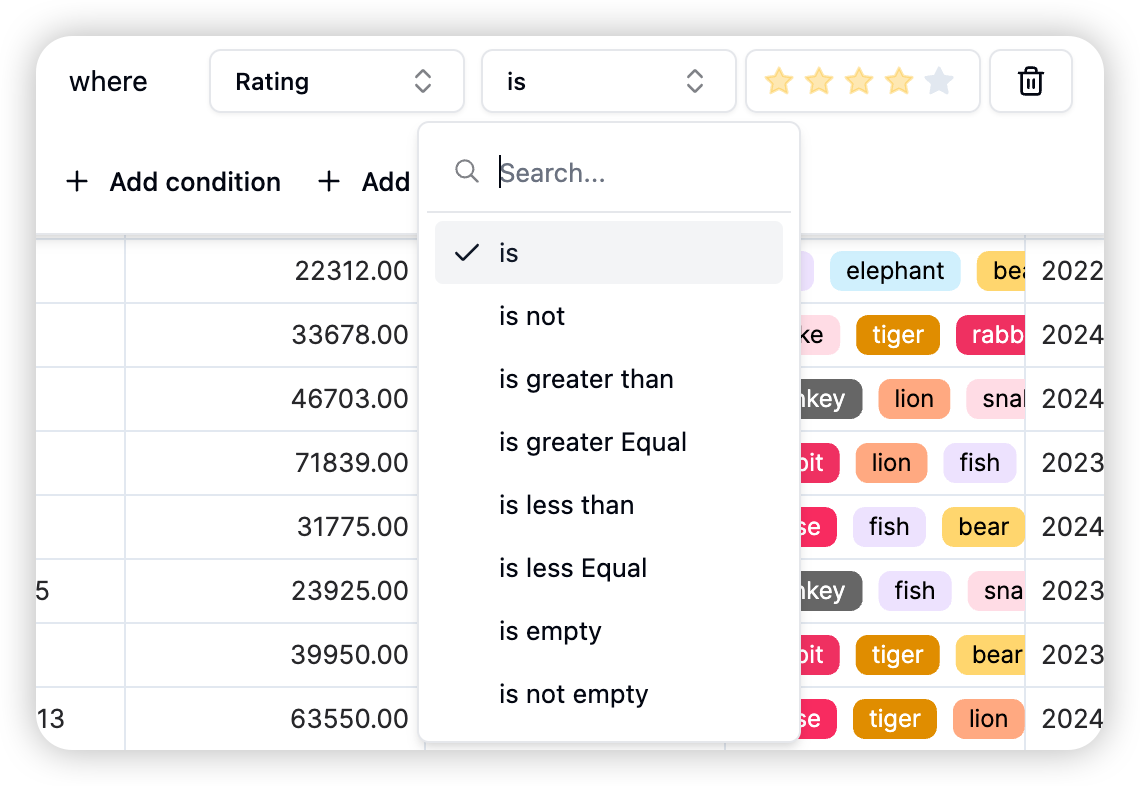 where Rating is
+ Add condition + Add
Search...
is
is not
is greater than
is greater Equal
is less than
is less Equal
is empty
is not empty
22312.00 elephant bea 2022
33678.00 ke tiger rabb 2024
46703.00 nkey lion snak 2024
71839.00 bit lion fish 2023
31775.00 se fish bear 2024
5 23925.00 nkey fish sna 2023
39950.00 bit tiger bear 2023
13 63550.00 se tiger lion 2024